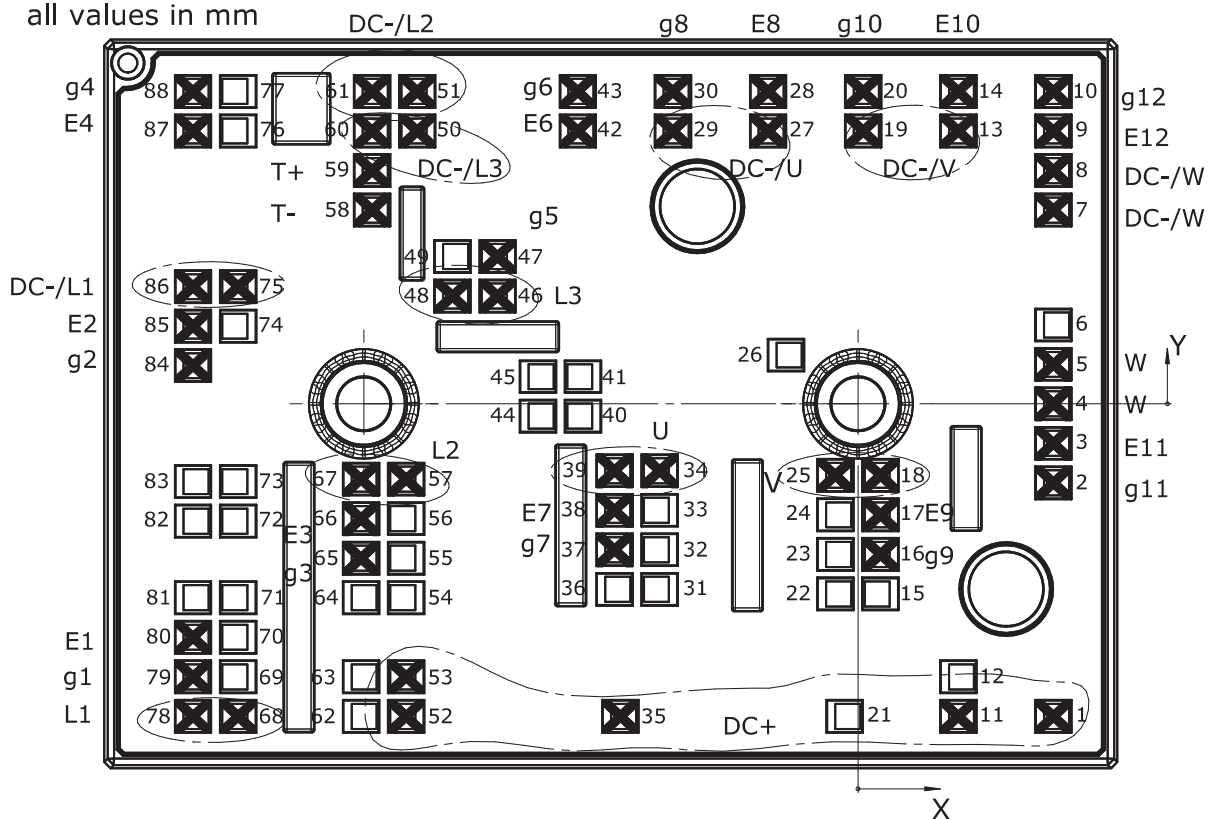 all values in mm
DC-/L2 g8 E8 g10 E10
g4 88 77 61 51 g6 43 30 28 20 14 10 g12
E4 87 76 60 50 E6 42 29 27 19 13 9 E12
T+ 59 DC-/L3 DC-/U DC-/V 8 DC-/W
T- 58 g5 7 DC-/W
49 47
DC-/L1 86 75 48 46 L3
E2 85 74 6
g2 84 26 5 W Y
45 41
44 40 4 W
U 3 E11
L2
83 73 67 57 39 34 V 25 18 2 g11
82 72 E3 66 56 E7 38 33 24 17 E9
g3 65 55 g7 37 32 23 16 g9
81 71 64 54 36 31 22 15
E1 80 70
g1 79 69 63 53 12
L1 78 68 62 52 35 DC+ 21 11 1
X